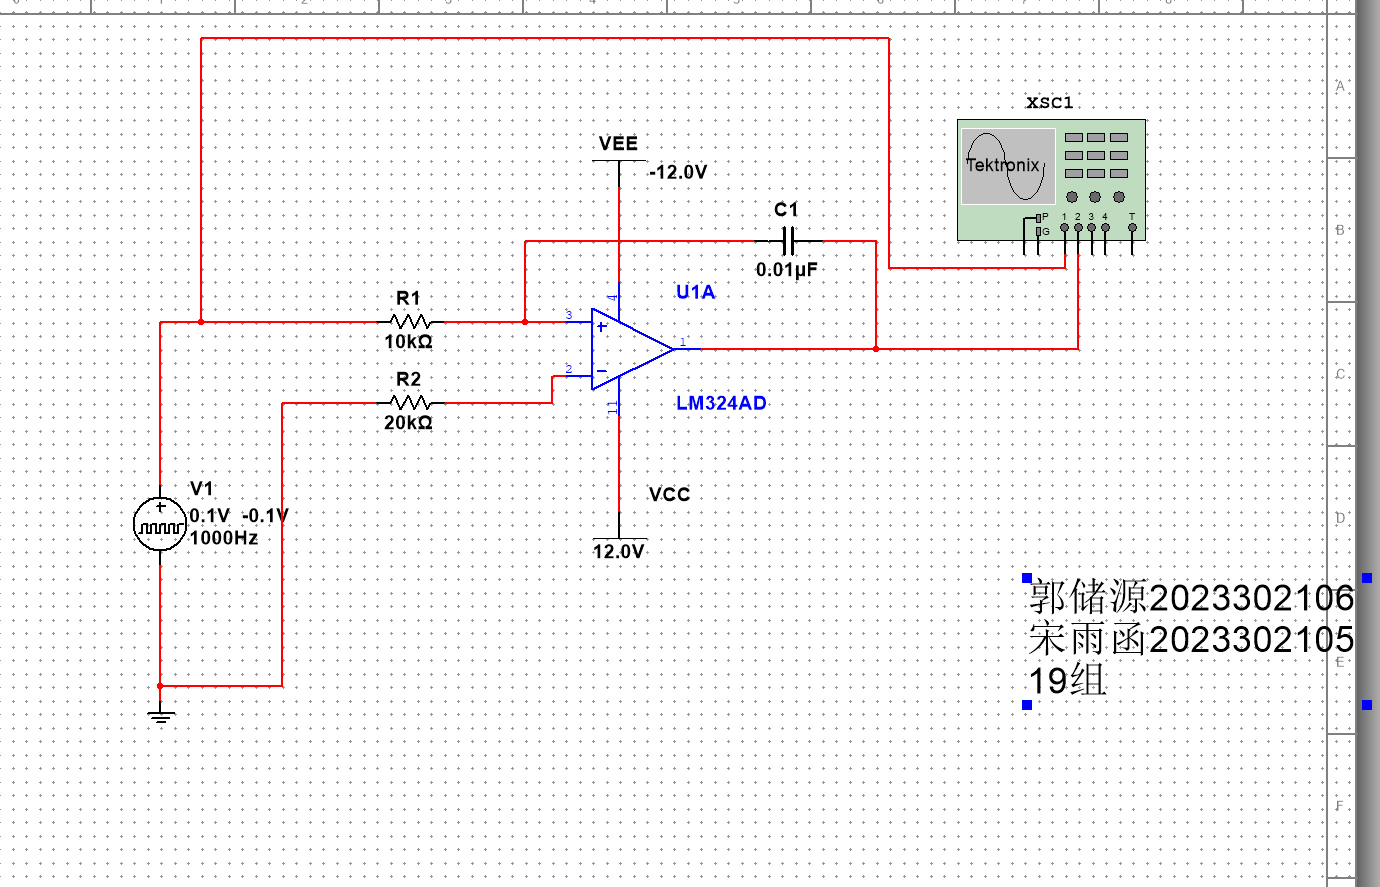 XSC1
Tektronix
P
G
1 2 3 4 T
VEE
-12.0V
C1
0.01µF
U1A
R1
10kΩ
3
4
1
2
11
R2
20kΩ
LM324AD
V1
0.1V -0.1V
1000Hz
VCC
12.0V
郭储源2023302106
宋雨函2023302105
19组
A
B
C
D
E
F